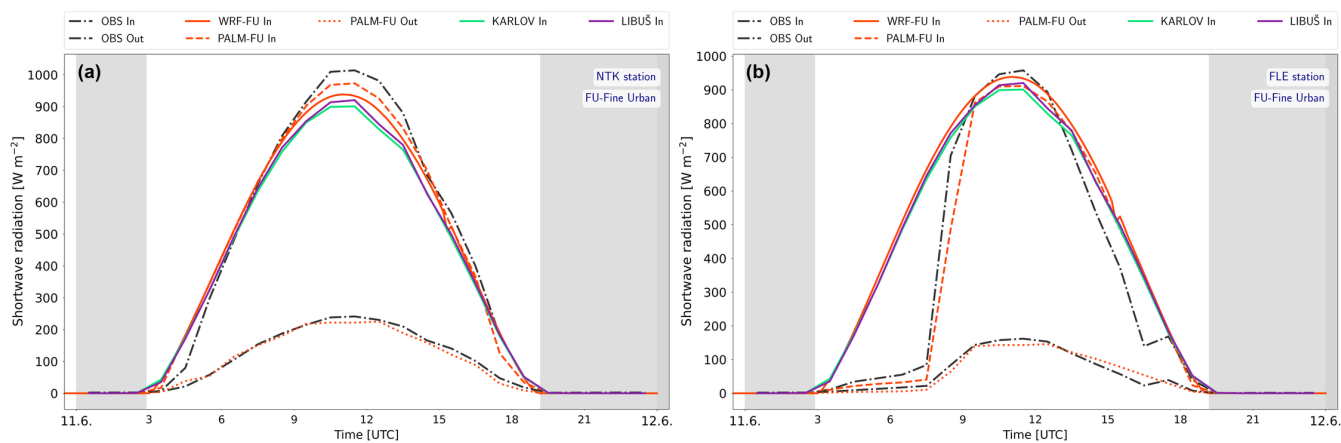 OBS In WRF-FU In PALM-FU Out KARLOV In LIBUŠ In
OBS Out PALM-FU In
(a)
NTK station
FU-Fine Urban
Shortwave radiation [W m−2]
1000
900
800
700
600
500
400
300
200
100
0
11.6. 3 6 9 12 15 18 21 12.6.
Time [UTC]
OBS In WRF-FU In PALM-FU Out KARLOV In LIBUŠ In
OBS Out PALM-FU In
(b)
FLE station
FU-Fine Urban
Shortwave radiation [W m−2]
1000
900
800
700
600
500
400
300
200
100
0
11.6. 3 6 9 12 15 18 21 12.6.
Time [UTC]